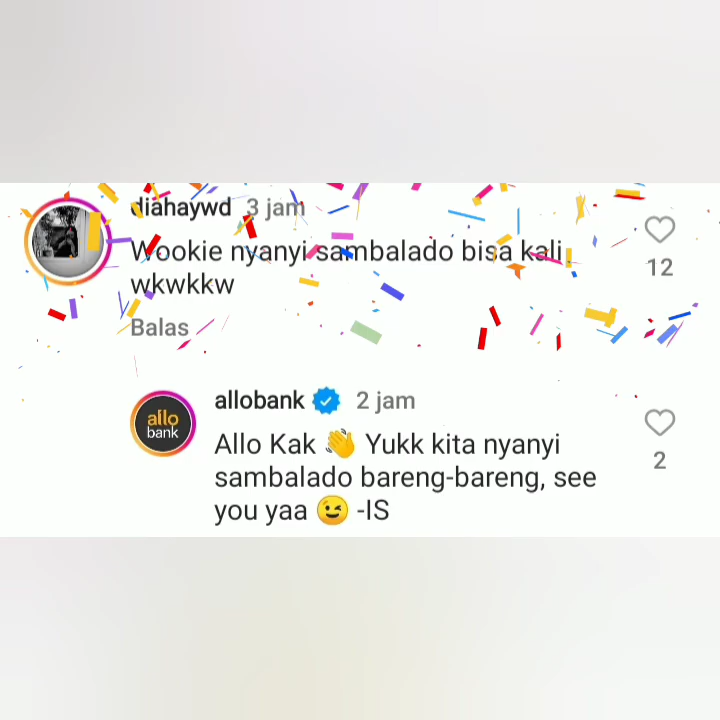 diahaywd 3 jam
Wookie nyanyi sambalado bisa kali
wkwkkw
12
Balas
allobank 2 jam
allo
bank
Allo Kak 👋 Yukk kita nyanyi
sambalado bareng-bareng, see
you yaa 😉 -IS
2